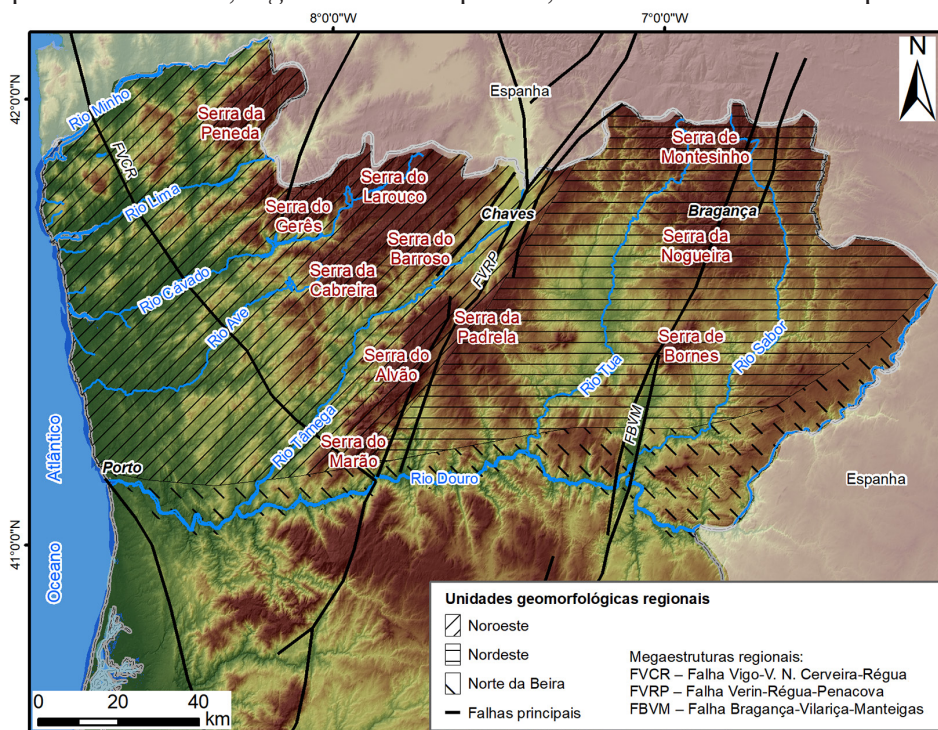 8°0'0"W
7°0'0"W
42°0'0"N
41°0'0"N
N
Espanha
Rio Minho
Serra da
Peneda
FVCR
Serra de
Montesinho
Rio Lima
Serra do
Larouco
Serra do
Gerês
Chaves
Bragança
Serra do
Barroso
Serra da
Nogueira
Rio Cávado
Serra da
Cabreira
FVRP
Rio Ave
Serra da
Padrela
Serra de
Bornes
Serra do
Alvão
Rio Tua
Rio Sabor
Rio Tâmega
FBVM
Serra do
Marão
Porto
Rio Douro
Espanha
Oceano Atlântico
Unidades geomorfológicas regionais
Noroeste
Nordeste
Norte da Beira
Falhas principais
Megaestruturas regionais:
FVCR – Falha Vigo-V. N. Cerveira-Régua
FVRP – Falha Verin-Régua-Penacova
FBVM – Falha Bragança-Vilariça-Manteigas
0 20 40
km